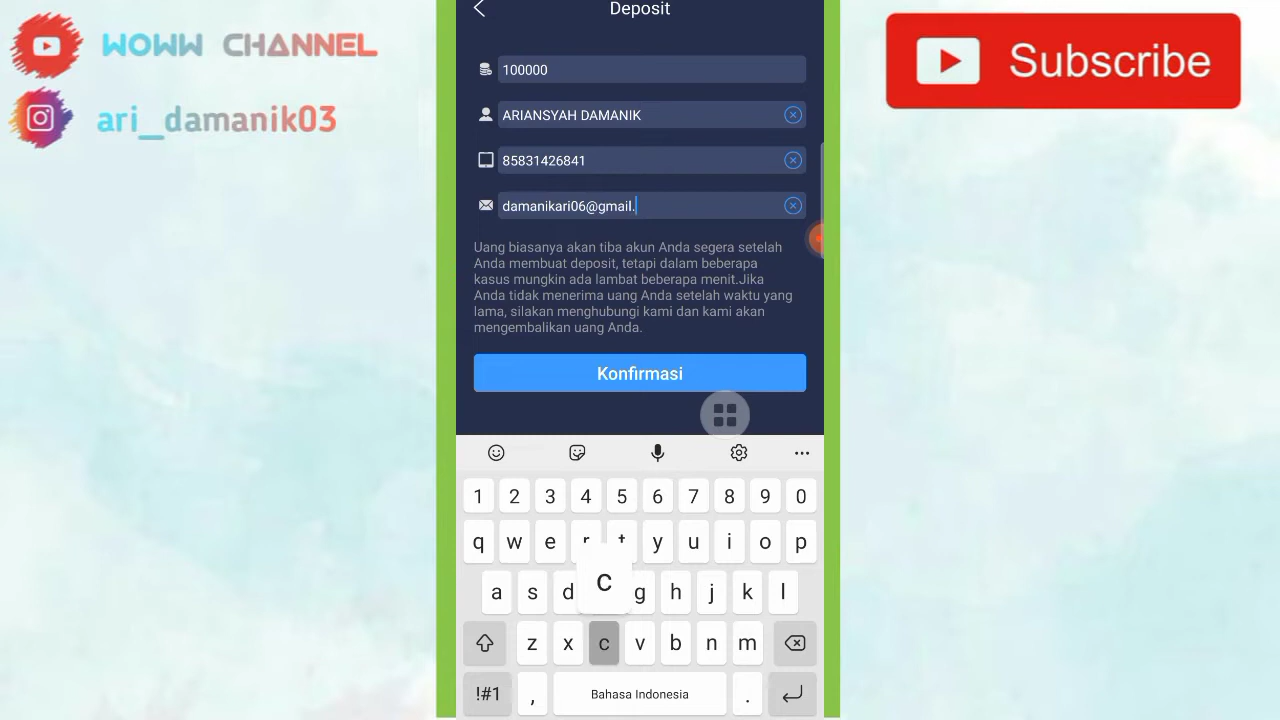 WOWW CHANNEL
ari_damanik03
Subscribe
Deposit
100000
ARIANSYAH DAMANIK
85831426841
damanikari06@gmail.
Uang biasanya akan tiba akun Anda segera setelah
Anda membuat deposit, tetapi dalam beberapa
kasus mungkin ada lambat beberapa menit.Jika
Anda tidak menerima uang Anda setelah waktu yang
lama, silakan menghubungi kami dan kami akan
mengembalikan uang Anda.
Konfirmasi
1 2 3 4 5 6 7 8 9 0
q w e r t y u i o p
a s d c g h j k l
z x c v b n m
!#1 , Bahasa Indonesia .